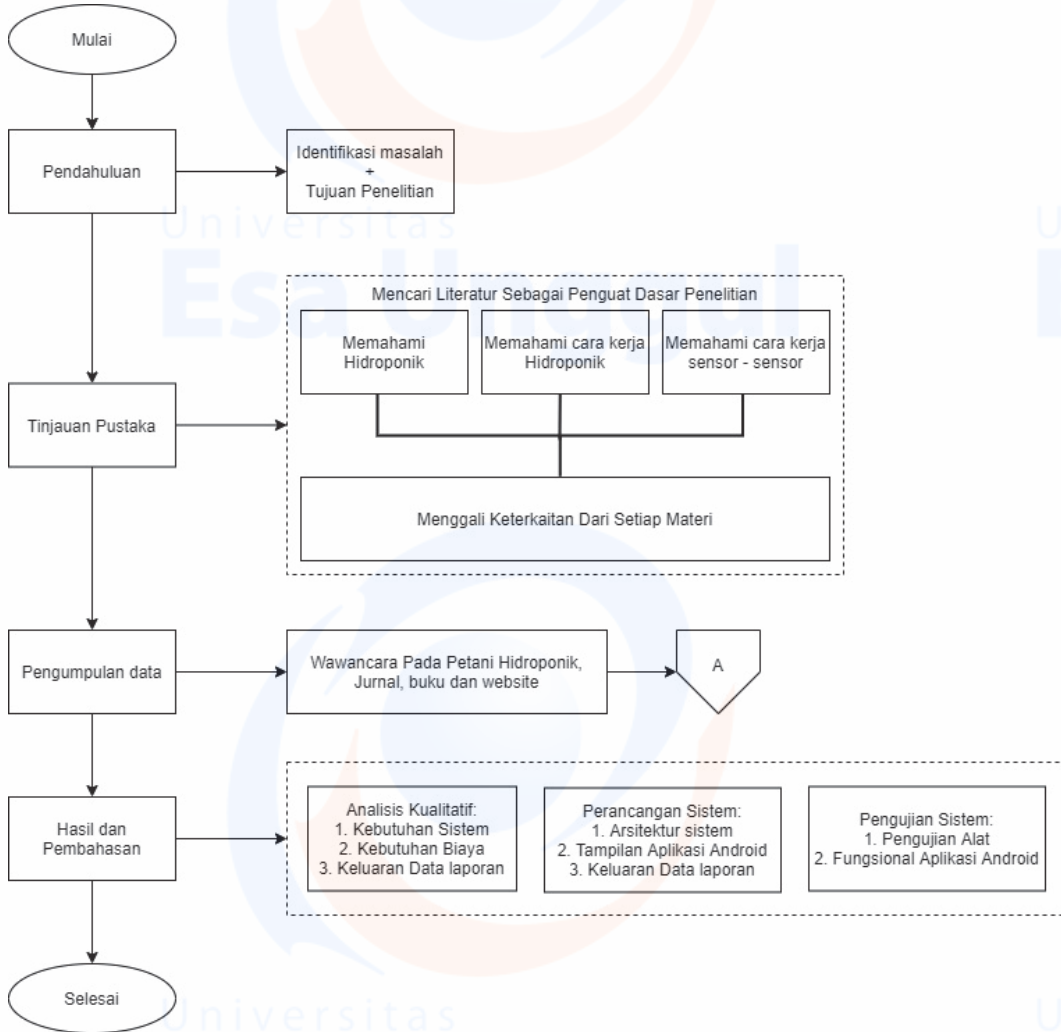 Mulai
Pendahuluan
Identifikasi masalah
+
Tujuan Penelitian
Universitas
Esa Unggul
Mencari Literatur Sebagai Penguat Dasar Penelitian
Memahami
Hidroponik
Memahami cara kerja
Hidroponik
Memahami cara kerja
sensor - sensor
Tinjauan Pustaka
Menggali Keterkaitan Dari Setiap Materi
Pengumpulan data
Wawancara Pada Petani Hidroponik,
Jurnal, buku dan website
A
Hasil dan
Pembahasan
Analisis Kualitatif:
1. Kebutuhan Sistem
2. Kebutuhan Biaya
3. Keluaran Data laporan
Perancangan Sistem:
1. Arsitektur sistem
2. Tampilan Aplikasi Android
3. Keluaran Data laporan
Pengujian Sistem:
1. Pengujian Alat
2. Fungsional Aplikasi Android
Selesai
Universitas